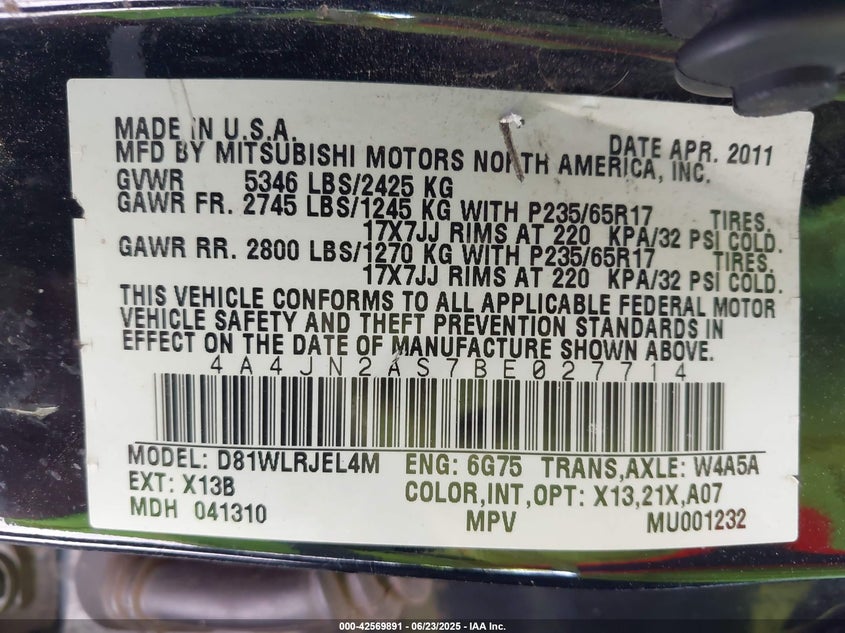 MADE IN U.S.A. DATE APR. 2011
MFD BY MITSUBISHI MOTORS NORTH AMERICA, INC.
GVWR 5346 LBS/2425 KG
GAWR FR. 2745 LBS/1245 KG WITH P235/65R17 TIRES.
17X7JJ RIMS AT 220 KPA/32 PSI COLD.
GAWR RR. 2800 LBS/1270 KG WITH P235/65R17 TIRES.
17X7JJ RIMS AT 220 KPA/32 PSI COLD.
THIS VEHICLE CONFORMS TO ALL APPLICABLE FEDERAL MOTOR
VEHICLE SAFETY AND THEFT PREVENTION STANDARDS IN
EFFECT ON THE DATE OF MANUFACTURE SHOWN ABOVE.
4A4JN2AS7BE027714
MODEL: D81WLRJEL4M ENG: 6G75 TRANS,AXLE: W4A5A
EXT: X13B COLOR,INT,OPT: X13,21X,A07
MDH 041310 MPV MU001232
000-42569891 - 06/23/2025 - IAA Inc.